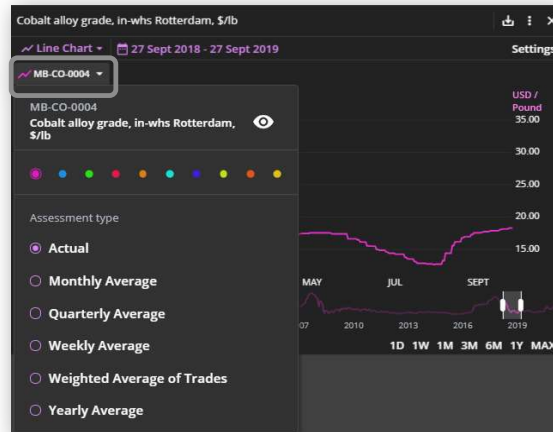 Cobalt alloy grade, in-whs Rotterdam, $/lb
Line Chart
27 Sept 2018 - 27 Sept 2019
Settings
MB-CO-0004
MB-CO-0004
Cobalt alloy grade, in-whs Rotterdam,
$/lb
Assessment type
Actual
Monthly Average
Quarterly Average
Weekly Average
Weighted Average of Trades
Yearly Average
USD /
Pound
35.00
30.00
25.00
20.00
15.00
MAY JUL SEPT
07 2010 2013 2016 2019
1D 1W 1M 3M 6M 1Y MAX